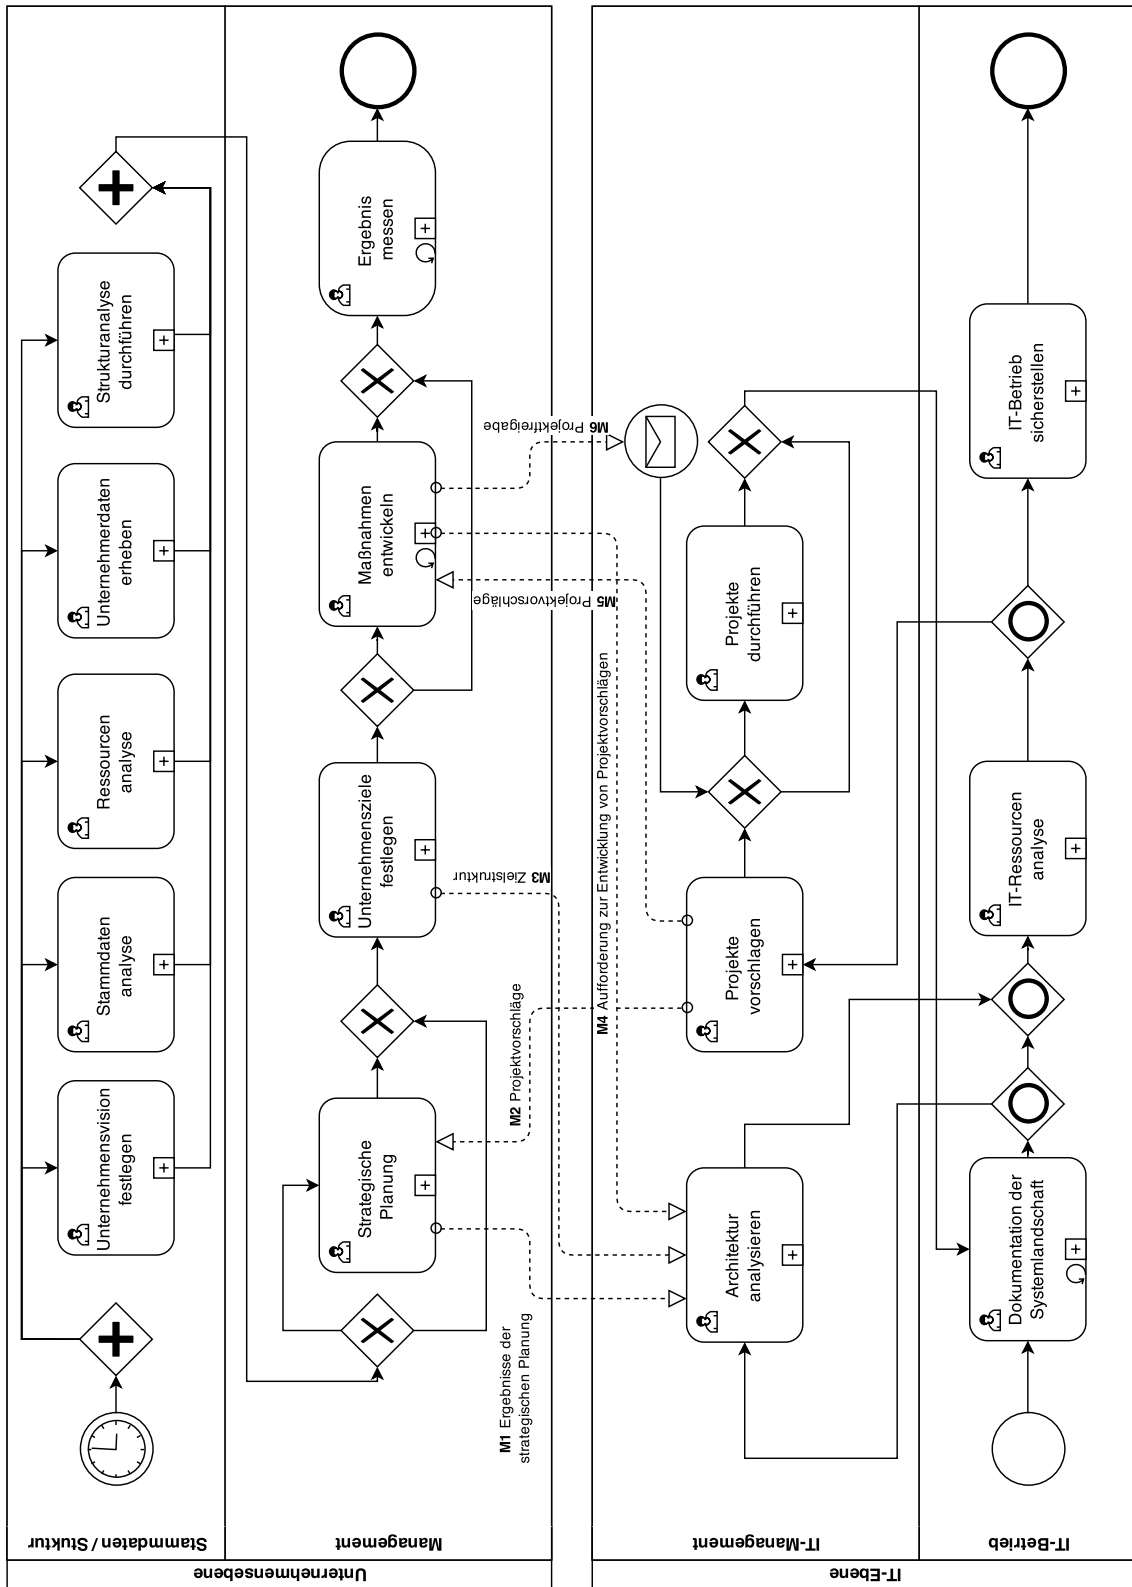 Unternehmensebene
Stammdaten / Stuktur
Unternehmensvision
festlegen
Stammdaten
analyse
Ressourcen
analyse
Unternehmerdaten
erheben
Strukturanalyse
durchführen
Management
Strategische
Planung
Unternehmensziele
festlegen
Maßnahmen
entwickeln
Ergebnis
messen
M1 Ergebnisse der
strategischen Planung
M2 Projektvorschläge
M3 Zielstruktur
M4 Aufforderung zur Entwicklung von Projektvorschlägen
M5 Projektvorschläge
M6 Projektfreigabe
IT-Ebene
IT-Management
Architektur
analysieren
Projekte
vorschlagen
Projekte
durchführen
IT-Betrieb
Dokumentation der
Systemlandschaft
IT-Ressourcen
analyse
IT-Betrieb
sicherstellen